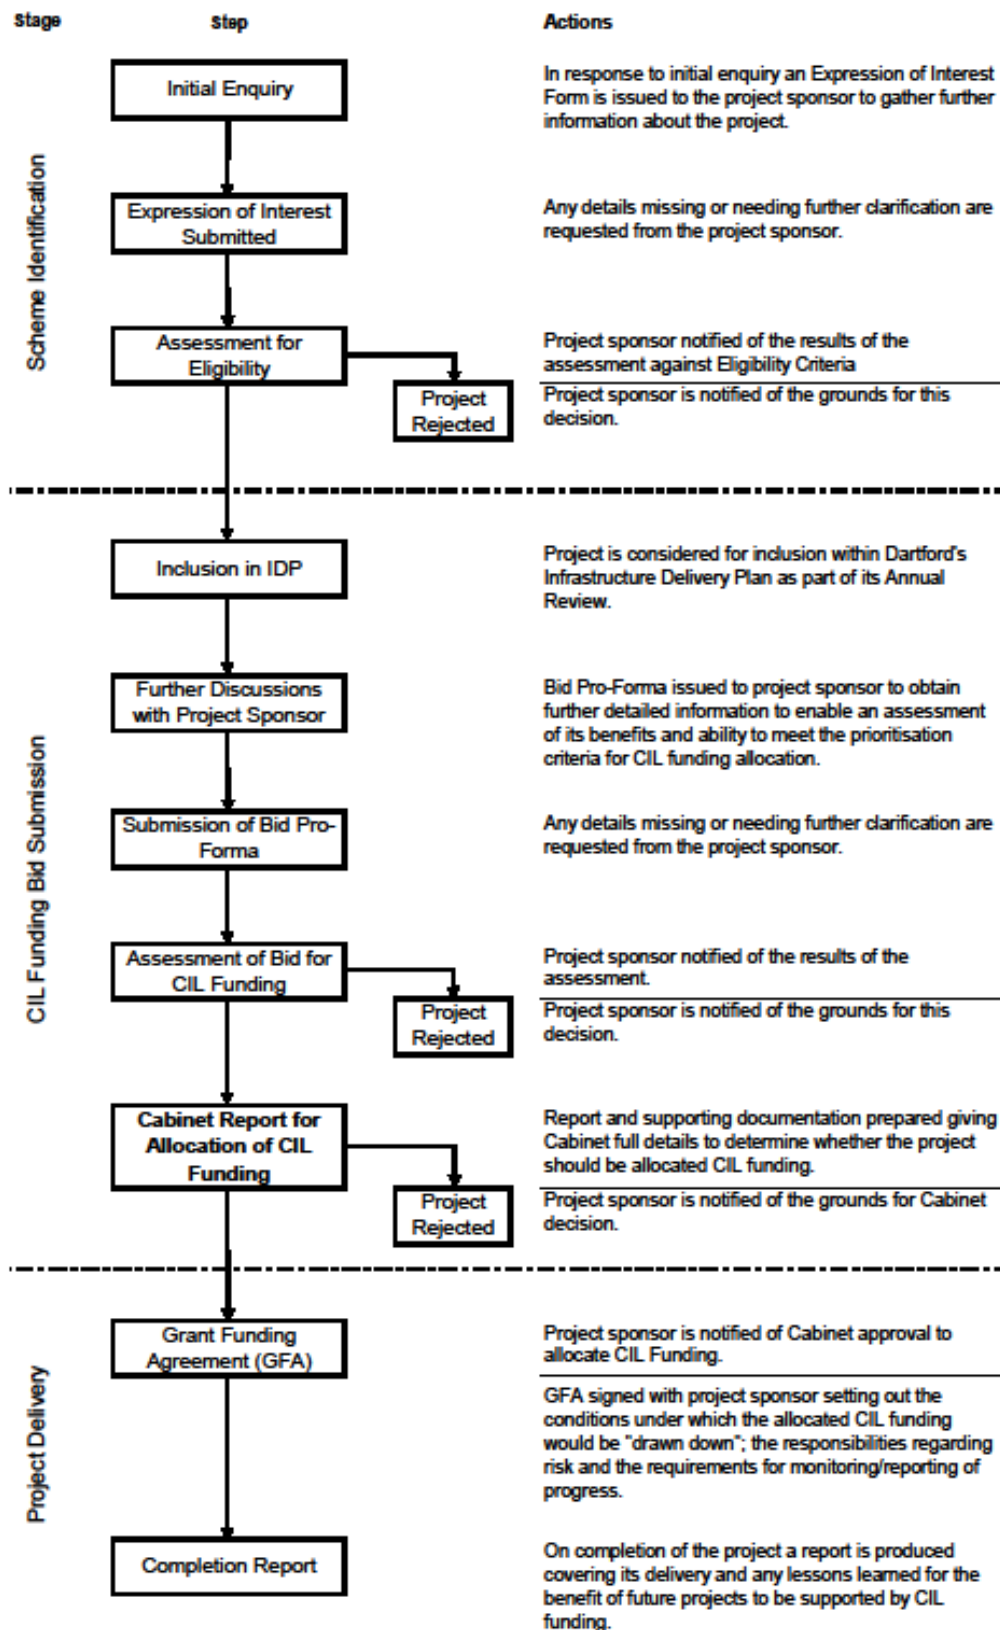 Stage Step Actions
Scheme Identification
Initial Enquiry
In response to initial enquiry an Expression of Interest
Form is issued to the project sponsor to gather further
information about the project.
Expression of Interest
Submitted
Any details missing or needing further clarification are
requested from the project sponsor.
Assessment for
Eligibility
Project sponsor notified of the results of the
assessment against Eligibility Criteria
Project
Rejected
Project sponsor is notified of the grounds for this
decision.
CIL Funding Bid Submission
Inclusion in IDP
Project is considered for inclusion within Dartford's
Infrastructure Delivery Plan as part of its Annual
Review.
Further Discussions
with Project Sponsor
Bid Pro-Forma issued to project sponsor to obtain
further detailed information to enable an assessment
of its benefits and ability to meet the prioritisation
criteria for CIL funding allocation.
Submission of Bid Pro-
Forma
Any details missing or needing further clarification are
requested from the project sponsor.
Assessment of Bid for
CIL Funding
Project sponsor notified of the results of the
assessment.
Project
Rejected
Project sponsor is notified of the grounds for this
decision.
Cabinet Report for
Allocation of CIL
Funding
Report and supporting documentation prepared giving
Cabinet full details to determine whether the project
should be allocated CIL funding.
Project
Rejected
Project sponsor is notified of the grounds for Cabinet
decision.
Project Delivery
Grant Funding
Agreement (GFA)
Project sponsor is notified of Cabinet approval to
allocate CIL Funding.
GFA signed with project sponsor setting out the
conditions under which the allocated CIL funding
would be "drawn down"; the responsibilities regarding
risk and the requirements for monitoring/reporting of
progress.
Completion Report
On completion of the project a report is produced
covering its delivery and any lessons learned for the
benefit of future projects to be supported by CIL
funding.